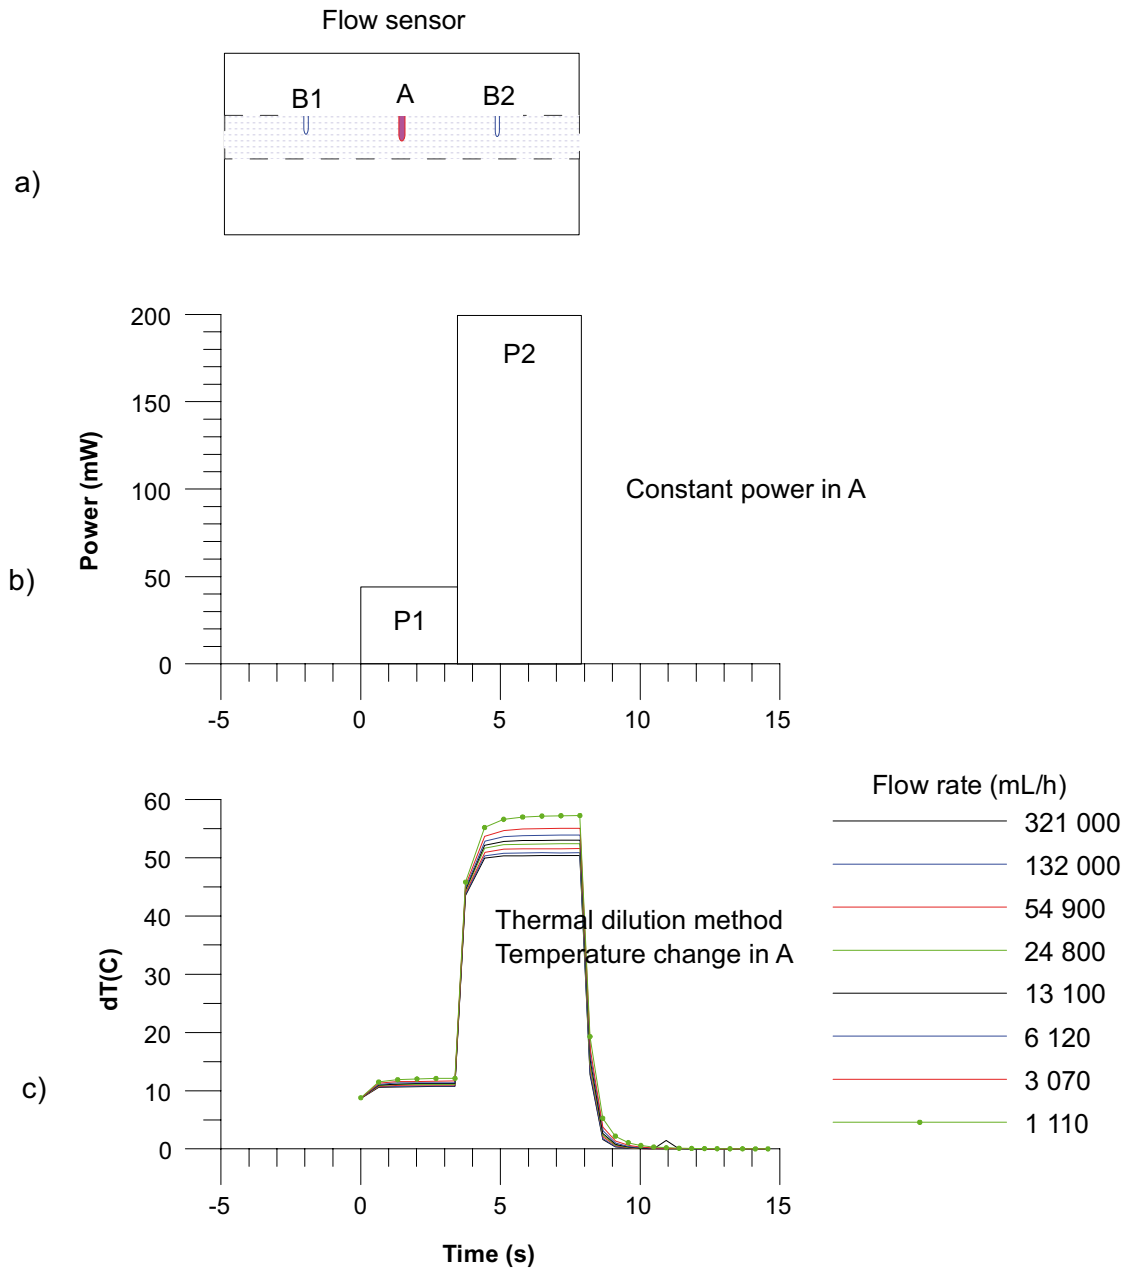 Flow sensor
B1
A
B2
a)
200
150
100
50
0
Power (mW)
P1
P2
Constant power in A
b)
-5
0
5
10
15
60
50
40
30
20
10
0
dT(C)
Thermal dilution method
Temperature change in A
c)
-5
0
5
10
15
Time (s)
Flow rate (mL/h)
321 000
132 000
54 900
24 800
13 100
6 120
3 070
1 110